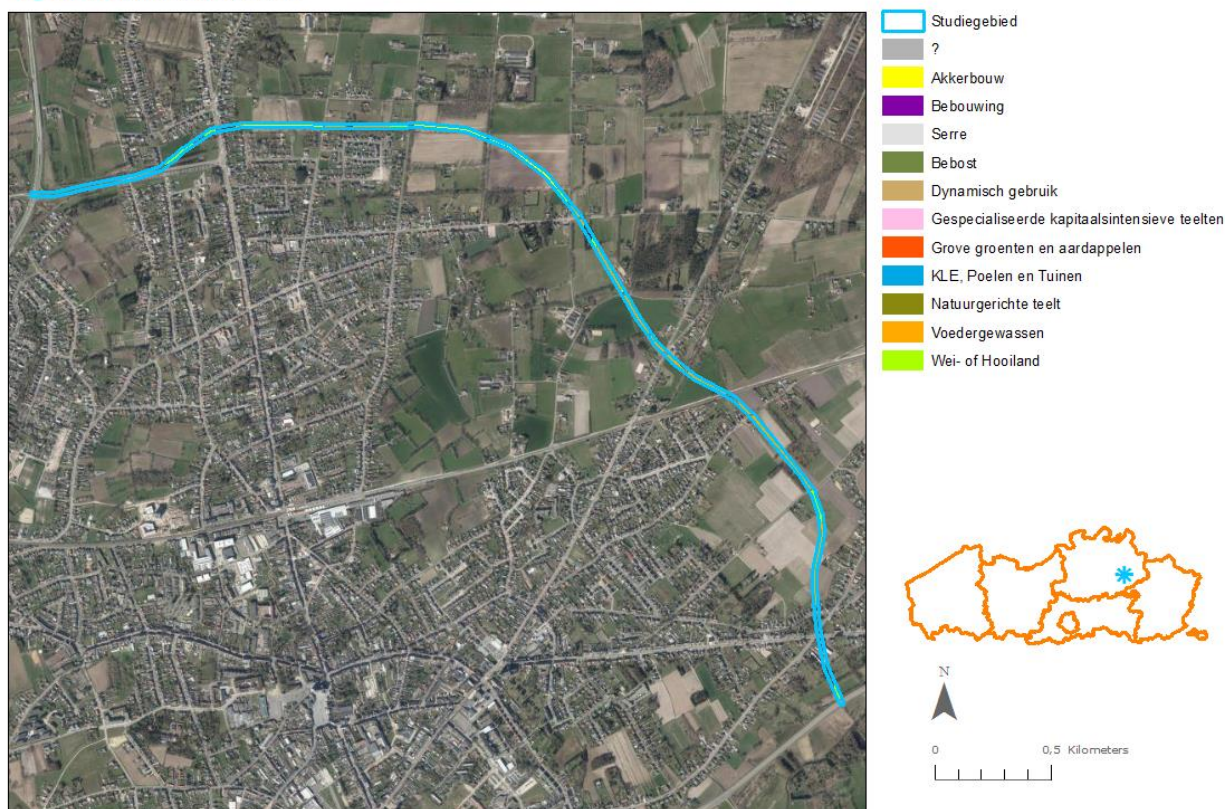 Studiegebied
?
Akkerbouw
Bebouwing
Serre
Bebost
Dynamisch gebruik
Gespecialiseerde kapitaalsintensieve teelten
Grove groenten en aardappelen
KLE, Poelen en Tuinen
Natuurgerichte teelt
Voedergewassen
Wei- of Hooiland
N
0 0,5 Kilometers